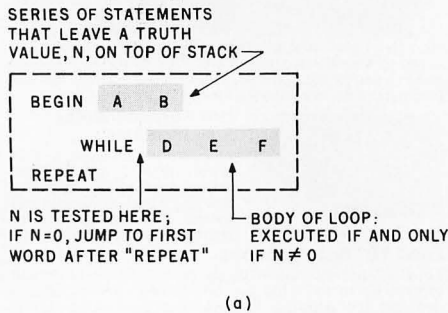 SERIES OF STATEMENTS
THAT LEAVE A TRUTH
VALUE, N, ON TOP OF STACK
BEGIN A B
WHILE D E F
REPEAT
N IS TESTED HERE;
IF N=0, JUMP TO FIRST
WORD AFTER "REPEAT"
BODY OF LOOP:
EXECUTED IF AND ONLY
IF N≠0
(a)